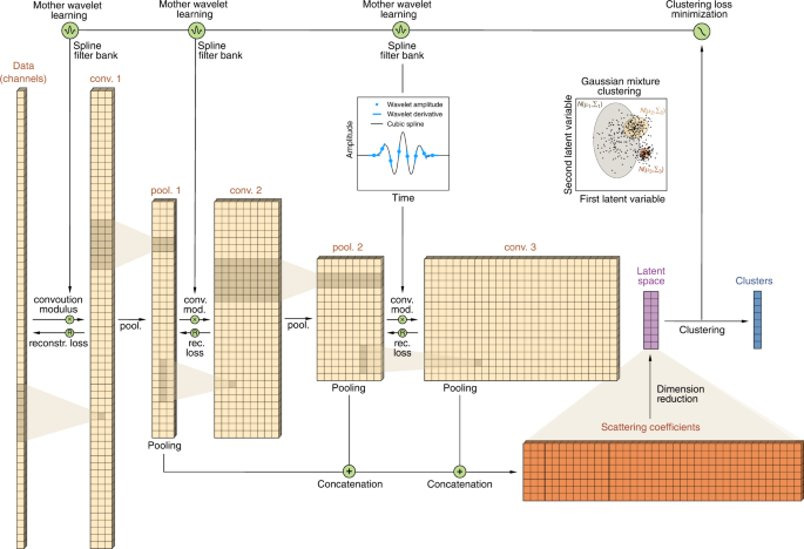 Mother wavelet
learning
Mother wavelet
learning
Mother wavelet
learning
Clustering loss
minimization
Spline
filter bank
Spline
filter bank
Spline
filter bank
Data
(channels)
conv. 1
Wavelet amplitude
Wavelet derivative
Cubic spline
Amplitude
Time
Gaussian mixture
clustering
Second latent variable
First latent variable
pool. 1
conv. 2
pool. 2
conv. 3
Latent
space
Clusters
convoution
modulus
reconstr. loss
pool.
conv.
mod.
rec.
loss
pool.
conv.
mod.
rec.
loss
Clustering
Pooling
Pooling
Pooling
Dimension
reduction
Scattering coefficients
Concatenation
Concatenation